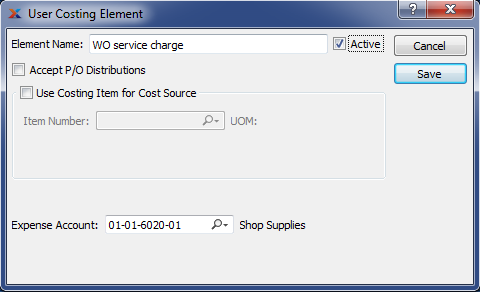 User Costing Element
Element Name: WO service charge Active Cancel
Accept P/O Distributions Save
Use Costing Item for Cost Source
Item Number: UOM:
Expense Account: 01-01-6020-01 Shop Supplies